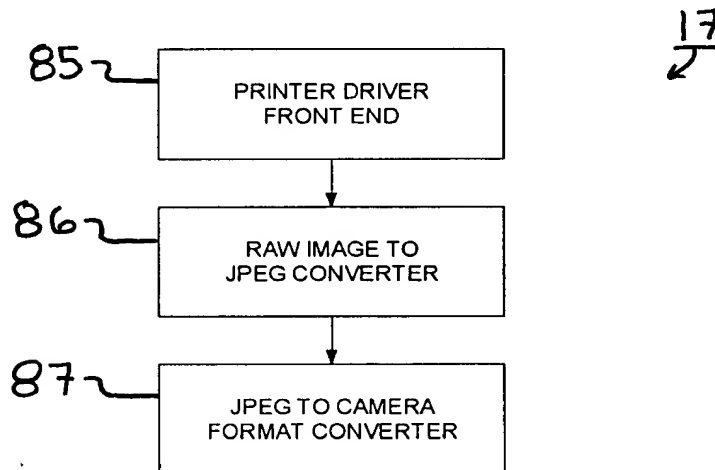 17
85
PRINTER DRIVER
FRONT END
86
RAW IMAGE TO
JPEG CONVERTER
87
JPEG TO CAMERA
FORMAT CONVERTER